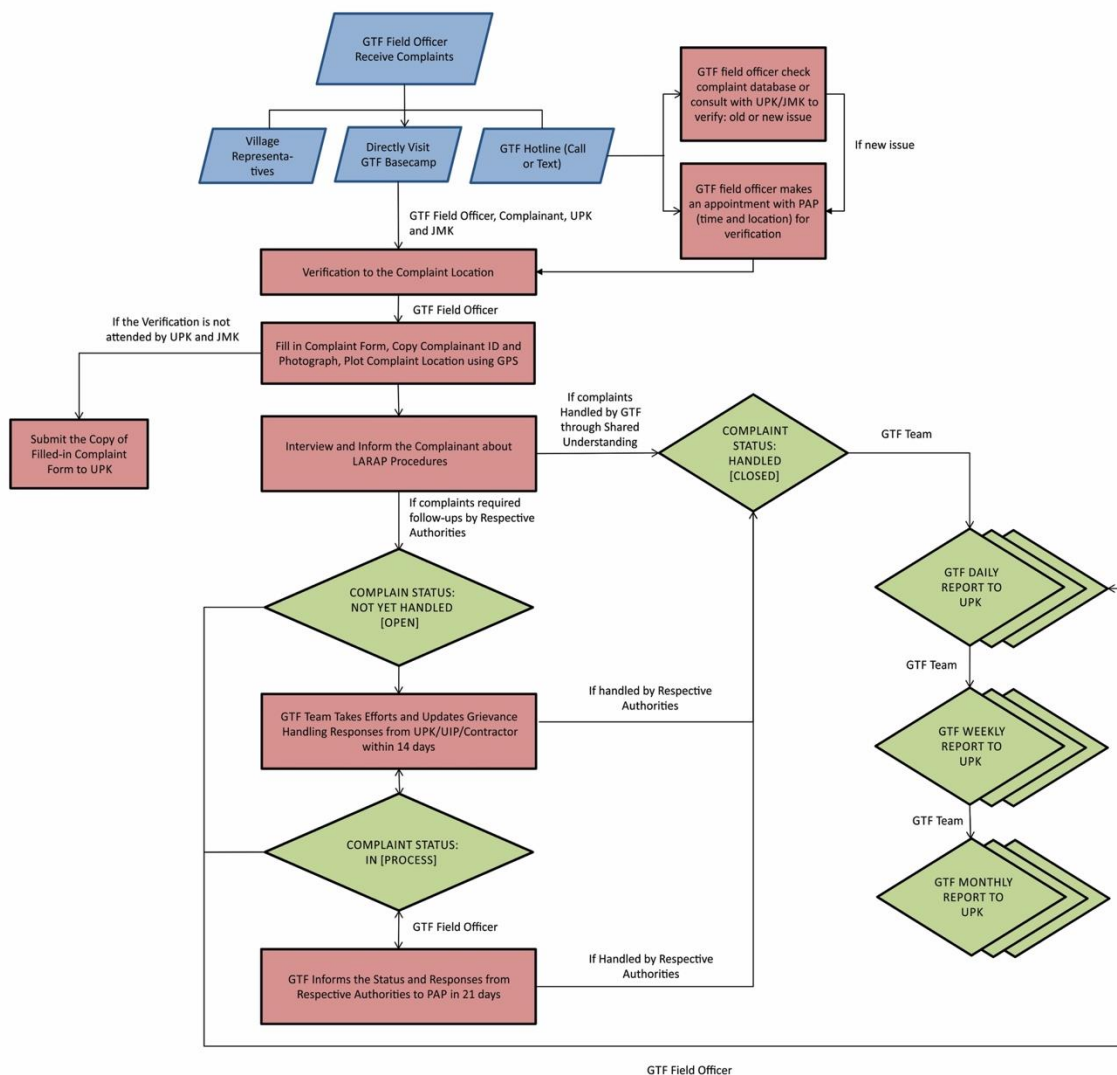 GTF Field Officer
Receive Complaints
GTF field officer check
complaint database or
consult with UPK/JMK to
verify: old or new issue
Village
Representa-
tives
Directly Visit
GTF Basecamp
GTF Hotline (Call
or Text)
If new issue
GTF field officer makes
an appointment with PAP
(time and location) for
verification
GTF Field Officer, Complainant, UPK
and JMK
Verification to the Complaint Location
GTF Field Officer
If the Verification is not
attended by UPK and JMK
Fill in Complaint Form, Copy Complainant ID and
Photograph, Plot Complaint Location using GPS
Submit the Copy of
Filled-in Complaint
Form to UPK
Interview and Inform the Complainant about
LARAP Procedures
If complaints
Handled by GTF
through Shared
Understanding
COMPLAINT
STATUS:
HANDLED
[CLOSED]
GTF Team
If complaints required
follow-ups by Respective
Authorities
COMPLAIN STATUS:
NOT YET HANDLED
[OPEN]
GTF DAILY
REPORT TO
UPK
GTF Team
GTF Team Takes Efforts and Updates Grievance
Handling Responses from UPK/UIP/Contractor
within 14 days
If handled by Respective
Authorities
GTF WEEKLY
REPORT TO
UPK
GTF Team
COMPLAINT STATUS:
IN [PROCESS]
GTF MONTHLY
REPORT TO
UPK
GTF Field Officer
GTF Informs the Status and Responses from
Respective Authorities to PAP in 21 days
If Handled by Respective
Authorities
GTF Field Officer